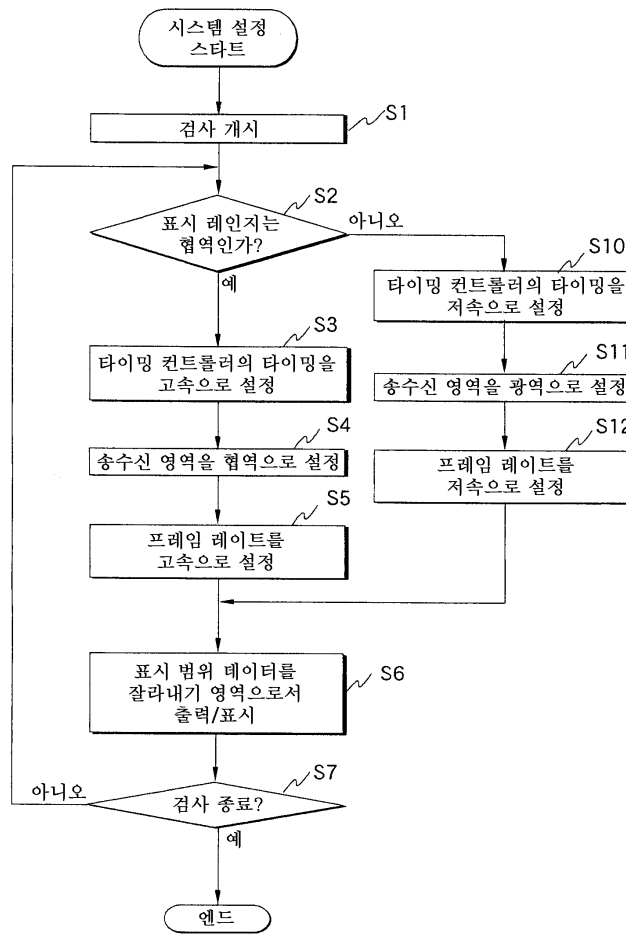 시스템 설정
스타트
검사 개시
S1
표시 레인지는
협역인가?
S2
아니오
예
타이밍 컨트롤러의 타이밍을
고속으로 설정
S3
송수신 영역을 협역으로 설정
S4
프레임 레이트를
고속으로 설정
S5
타이밍 컨트롤러의 타이밍을
저속으로 설정
S10
송수신 영역을 광역으로 설정
S11
프레임 레이트를
저속으로 설정
S12
표시 범위 데이터를
잘라내기 영역으로서
출력/표시
S6
검사 종료?
S7
아니오
예
엔드